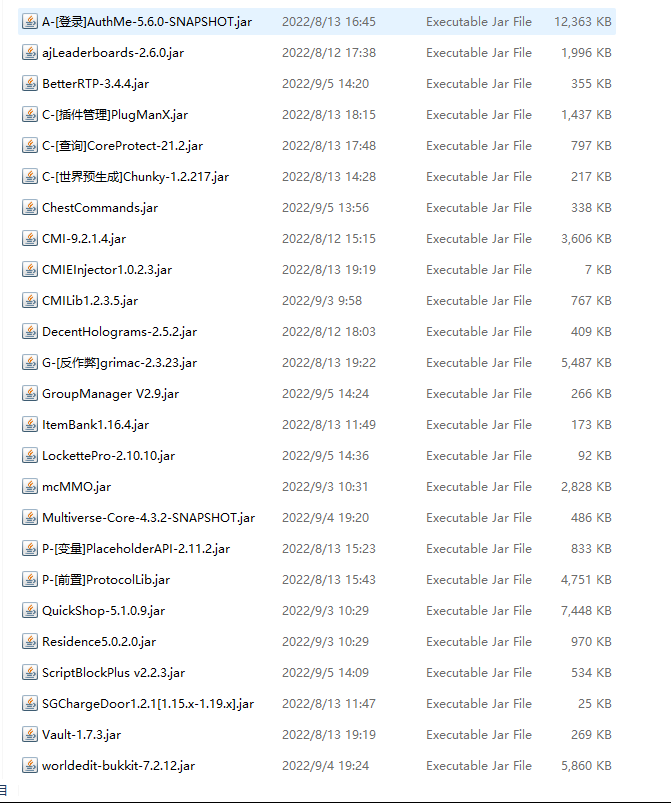 A-[登录]AuthMe-5.6.0-SNAPSHOT.jar 2022/8/13 16:45 Executable Jar File 12,363 KB
ajLeaderboards-2.6.0.jar 2022/8/12 17:38 Executable Jar File 1,996 KB
BetterRTP-3.4.4.jar 2022/9/5 14:20 Executable Jar File 355 KB
C-[插件管理]PlugManX.jar 2022/8/13 18:15 Executable Jar File 1,437 KB
C-[查询]CoreProtect-21.2.jar 2022/8/13 17:48 Executable Jar File 797 KB
C-[世界预生成]Chunky-1.2.217.jar 2022/8/13 14:28 Executable Jar File 217 KB
ChestCommands.jar 2022/9/5 13:56 Executable Jar File 338 KB
CMI-9.2.1.4.jar 2022/8/12 15:15 Executable Jar File 3,606 KB
CMIEInjector1.0.2.3.jar 2022/8/13 19:19 Executable Jar File 7 KB
CMILib1.2.3.5.jar 2022/9/3 9:58 Executable Jar File 767 KB
DecentHolograms-2.5.2.jar 2022/8/12 18:03 Executable Jar File 409 KB
G-[反作弊]grimac-2.3.23.jar 2022/8/13 19:22 Executable Jar File 5,487 KB
GroupManager V2.9.jar 2022/9/5 14:24 Executable Jar File 266 KB
ItemBank1.16.4.jar 2022/8/13 11:49 Executable Jar File 173 KB
LockettePro-2.10.10.jar 2022/9/5 14:36 Executable Jar File 92 KB
mcMMO.jar 2022/9/3 10:31 Executable Jar File 2,828 KB
Multiverse-Core-4.3.2-SNAPSHOT.jar 2022/9/4 19:20 Executable Jar File 486 KB
P-[变量]PlaceholderAPI-2.11.2.jar 2022/8/13 15:23 Executable Jar File 833 KB
P-[前置]ProtocolLib.jar 2022/8/13 15:43 Executable Jar File 4,751 KB
QuickShop-5.1.0.9.jar 2022/9/3 10:29 Executable Jar File 7,448 KB
Residence5.0.2.0.jar 2022/9/3 10:29 Executable Jar File 970 KB
ScriptBlockPlus v2.2.3.jar 2022/9/5 14:09 Executable Jar File 534 KB
SGChargeDoor1.2.1[1.15.x-1.19.x].jar 2022/8/13 11:47 Executable Jar File 25 KB
Vault-1.7.3.jar 2022/8/13 19:19 Executable Jar File 269 KB
worldedit-bukkit-7.2.12.jar 2022/9/4 19:24 Executable Jar File 5,860 KB